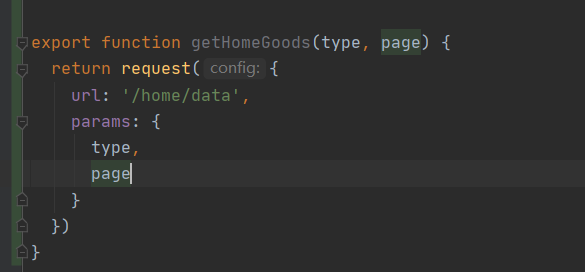 export function getHomeGoods(type, page) {
return request( config: {
url: '/home/data',
params: {
type,
page
}
})
}